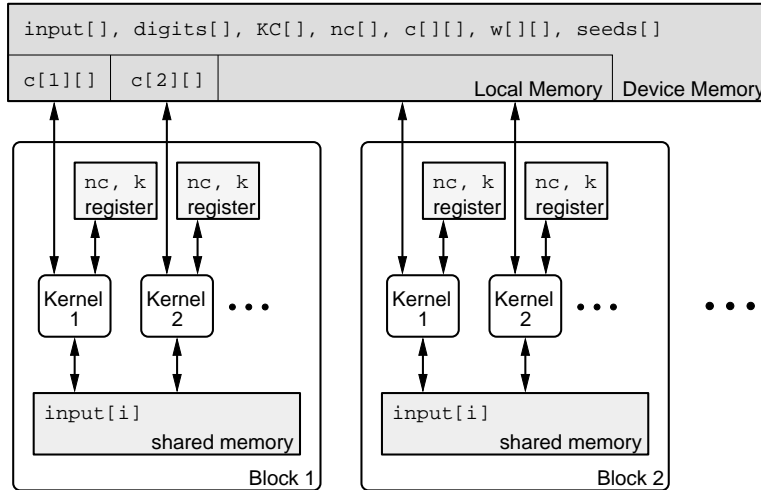 input[], digits[], KC[], nc[], c[][], w[][], seeds[]
c[1][] c[2][] Local Memory Device Memory
nc, k nc, k nc, k nc, k
register register register register
Kernel Kernel Kernel Kernel
1 2 1 2
input[i] input[i]
shared memory shared memory
Block 1 Block 2